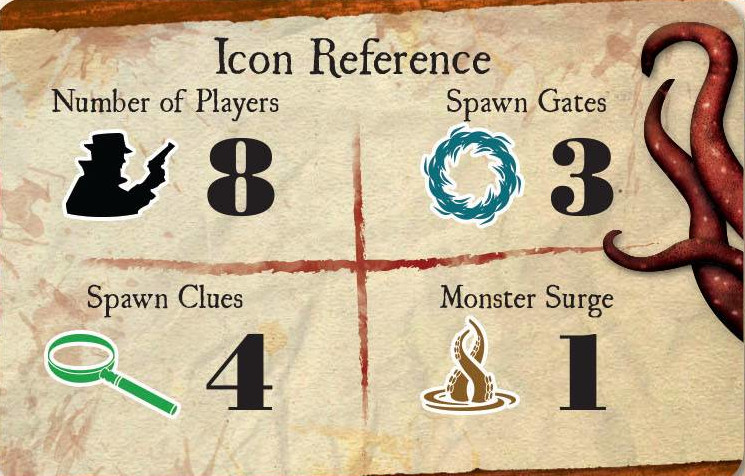 Icon Reference
Number of Players
8
Spawn Gates
3
Spawn Clues
4
Monster Surge
1